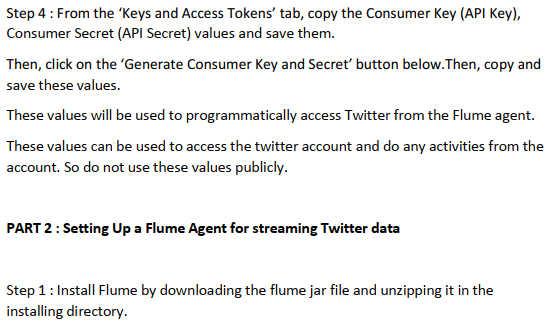 Step 4 : From the ‘Keys and Access Tokens’ tab, copy the Consumer Key (API Key),
Consumer Secret (API Secret) values and save them.
Then, click on the ‘Generate Consumer Key and Secret’ button below.Then, copy and
save these values.
These values will be used to programmatically access Twitter from the Flume agent.
These values can be used to access the twitter account and do any activities from the
account. So do not use these values publicly.
PART 2 : Setting Up a Flume Agent for streaming Twitter data
Step 1 : Install Flume by downloading the flume jar file and unzipping it in the
installing directory.